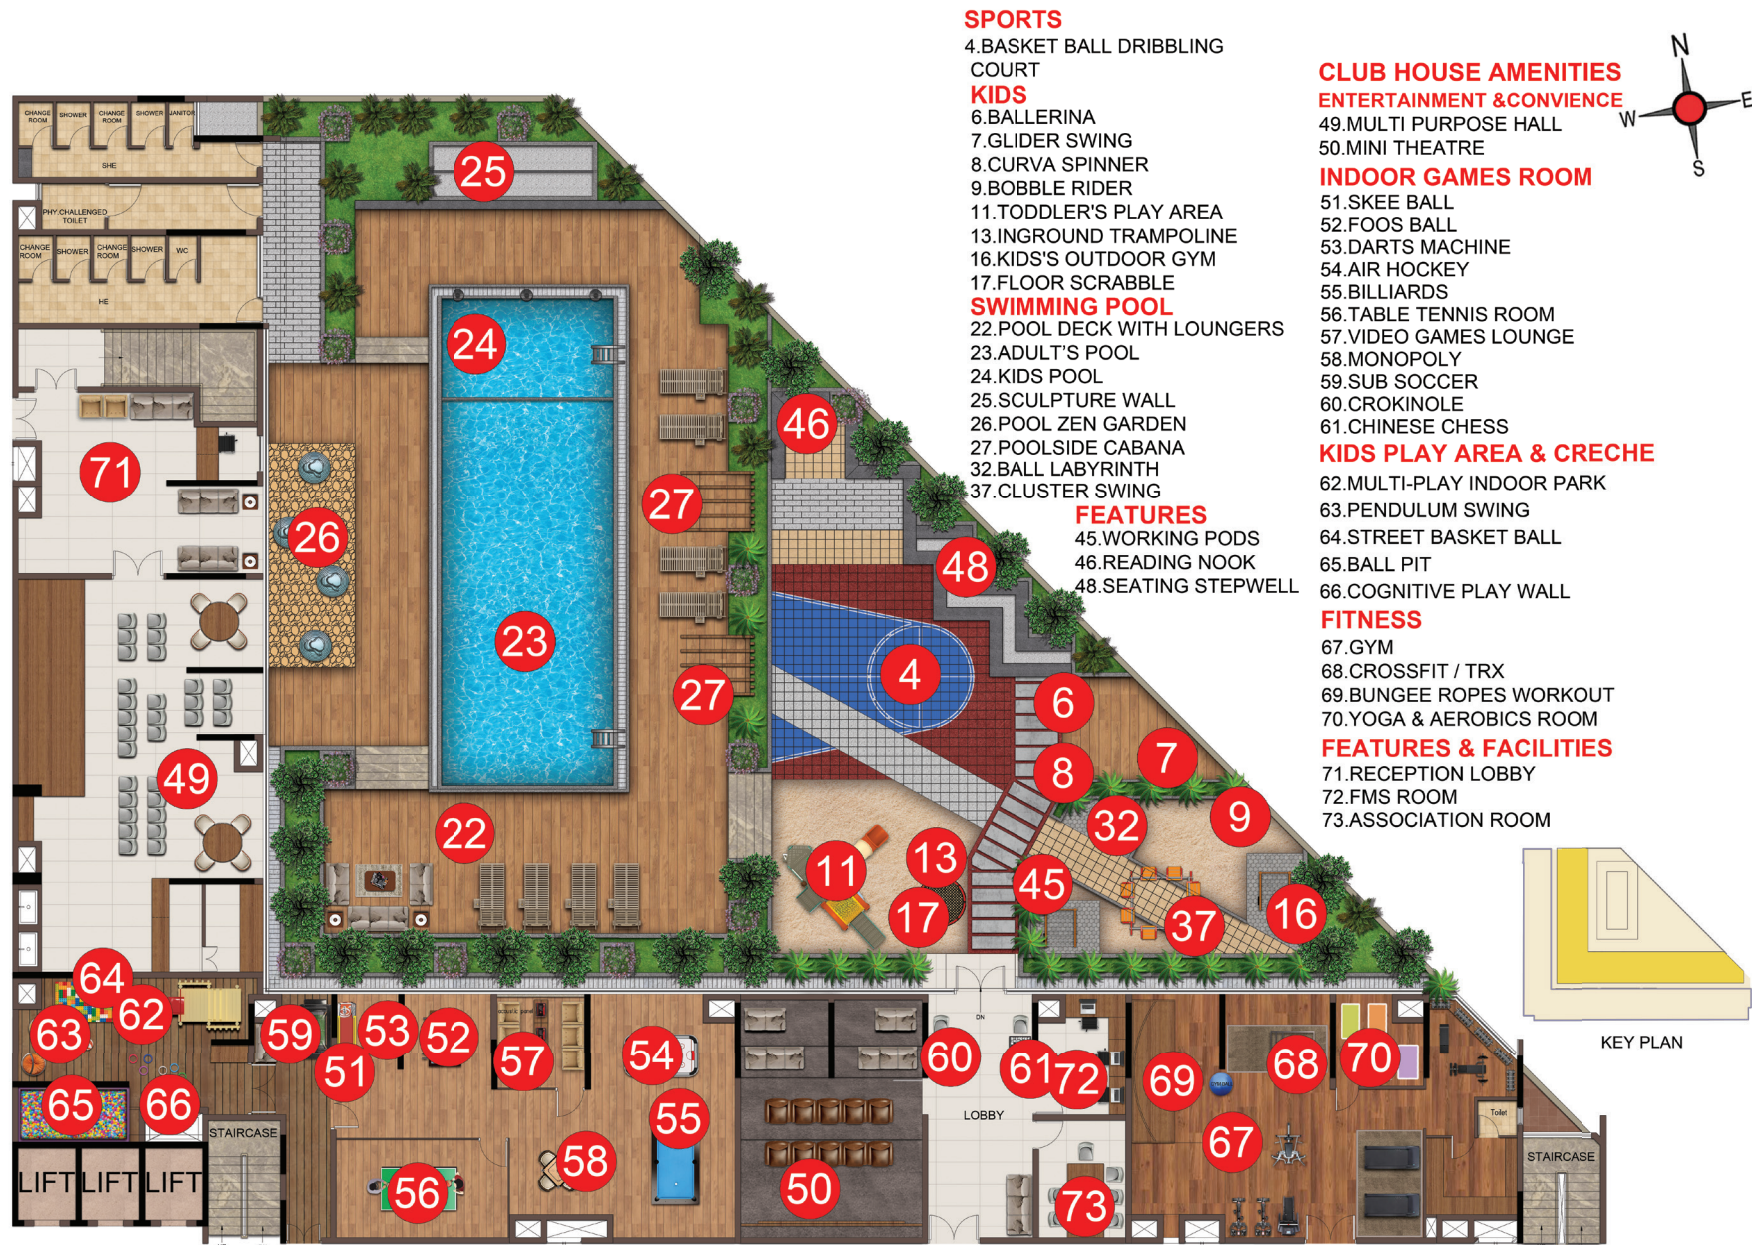 SPORTS
4.BASKET BALL DRIBBLING
COURT
KIDS
6.BALLERINA
7.GLIDER SWING
8.CURVA SPINNER
9.BOBBLE RIDER
11.TODDLER'S PLAY AREA
13.INGROUND TRAMPOLINE
16.KIDS'S OUTDOOR GYM
17.FLOOR SCRABBLE
SWIMMING POOL
22.POOL DECK WITH LOUNGERS
23.ADULT'S POOL
24.KIDS POOL
25.SCULPTURE WALL
26.POOL ZEN GARDEN
27.POOLSIDE CABANA
32.BALL LABYRINTH
37.CLUSTER SWING
FEATURES
45.WORKING PODS
46.READING NOOK
48.SEATING STEPWELL
CLUB HOUSE AMENITIES
ENTERTAINMENT &CONVIENCE
49.MULTI PURPOSE HALL
50.MINI THEATRE
INDOOR GAMES ROOM
51.SKEE BALL
52.FOOS BALL
53.DARTS MACHINE
54.AIR HOCKEY
55.BILLIARDS
56.TABLE TENNIS ROOM
57.VIDEO GAMES LOUNGE
58.MONOPOLY
59.SUB SOCCER
60.CROKINOLE
61.CHINESE CHESS
KIDS PLAY AREA & CRECHE
62.MULTI-PLAY INDOOR PARK
63.PENDULUM SWING
64.STREET BASKET BALL
65.BALL PIT
66.COGNITIVE PLAY WALL
FITNESS
67.GYM
68.CROSSFIT / TRX
69.BUNGEE ROPES WORKOUT
70.YOGA & AEROBICS ROOM
FEATURES & FACILITIES
71.RECEPTION LOBBY
72.FMS ROOM
73.ASSOCIATION ROOM
N
W
E
S
KEY PLAN
CHANGE ROOM
SHOWER
CHANGE ROOM
SHOWER
JANITOR
SHE
PHY.CHALLENGED
TOILET
CHANGE ROOM
SHOWER
CHANGE ROOM
SHOWER
WC
HE
25
24
71
46
27
26
48
23
4
27
6
7
8
49
22
32
9
11
13
45
17
37
16
64
62
63
59
53
52
51
57
54
60
61
72
69
68
70
65
66
55
67
58
56
50
73
DN
LOBBY
Toilet
STAIRCASE
STAIRCASE
LIFT
LIFT
LIFT